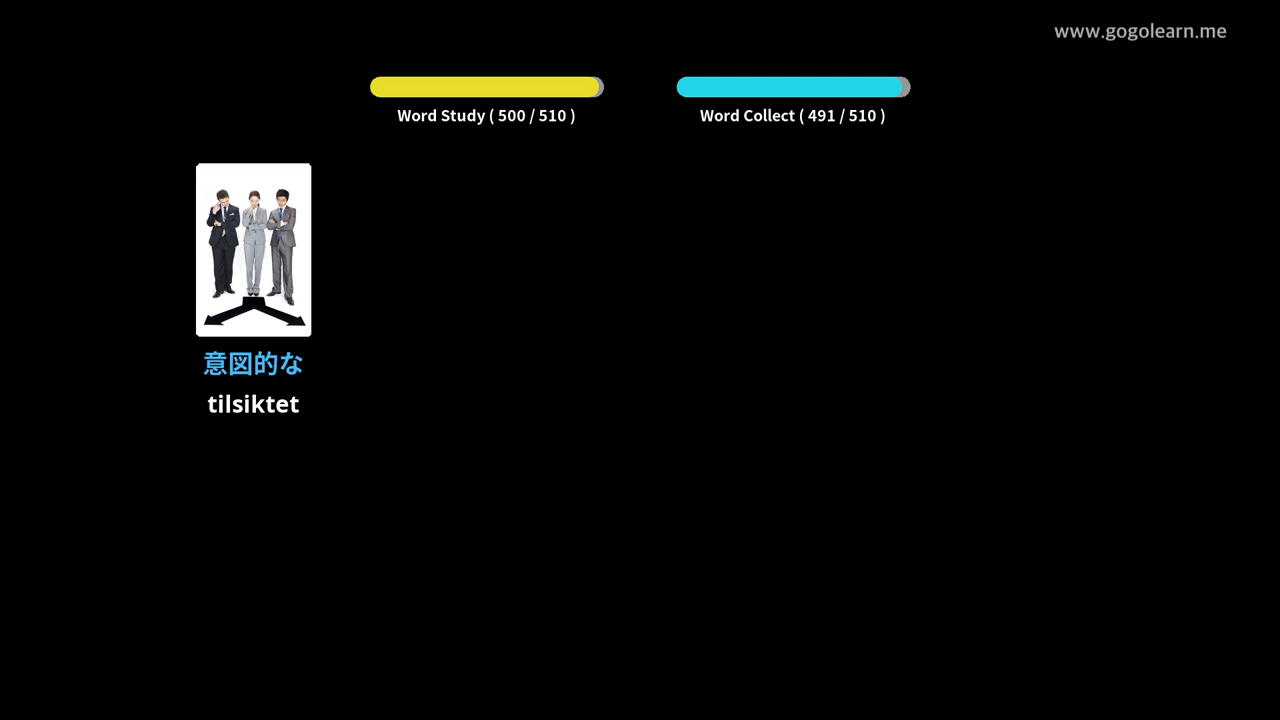 www.gogolearn.me
Word Study ( 500 / 510 )
Word Collect ( 491 / 510 )
意図的な
tilsiktet